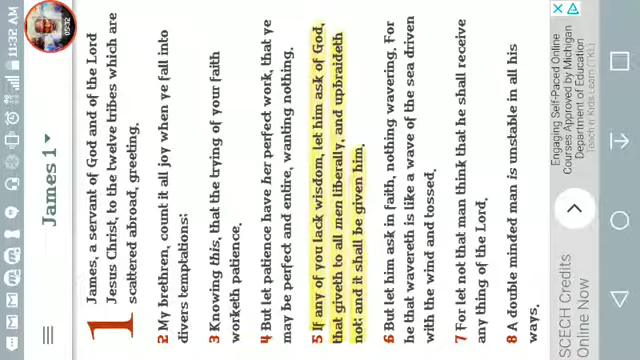 11:32 AM
05:32
James 1
1 James, a servant of God and of the Lord
Jesus Christ, to the twelve tribes which are
scattered abroad, greeting.
2 My brethren, count it all joy when ye fall into
divers temptations:
3 Knowing this, that the trying of your faith
worketh patience.
4 But let patience have her perfect work, that ye
may be perfect and entire, wanting nothing.
5 If any of you lack wisdom, let him ask of God,
that giveth to all men liberally, and upbraideth
not; and it shall be given him.
6 But let him ask in faith, nothing wavering. For
he that wavereth is like a wave of the sea driven
with the wind and tossed.
7 For let not that man think that he shall receive
any thing of the Lord.
8 A double minded man is unstable in all his
ways.
SCECH Credits
Online Now
Engaging Self-Paced Online
Courses Approved by Michigan
Department of Education
Teach n Kids Learn (TKL)